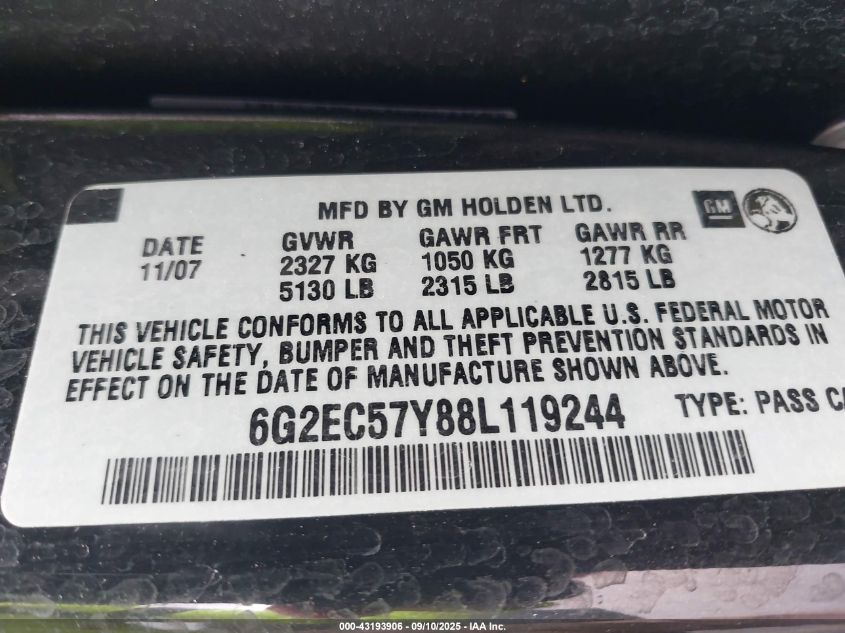 MFD BY GM HOLDEN LTD.
GM
DATE GVWR GAWR FRT GAWR RR
11/07 2327 KG 1050 KG 1277 KG
5130 LB 2315 LB 2815 LB
THIS VEHICLE CONFORMS TO ALL APPLICABLE U.S. FEDERAL MOTOR
VEHICLE SAFETY, BUMPER AND THEFT PREVENTION STANDARDS IN
EFFECT ON THE DATE OF MANUFACTURE SHOWN ABOVE.
6G2EC57Y88L119244 TYPE: PASS CA
000-43193906 - 09/10/2025 - IAA Inc.